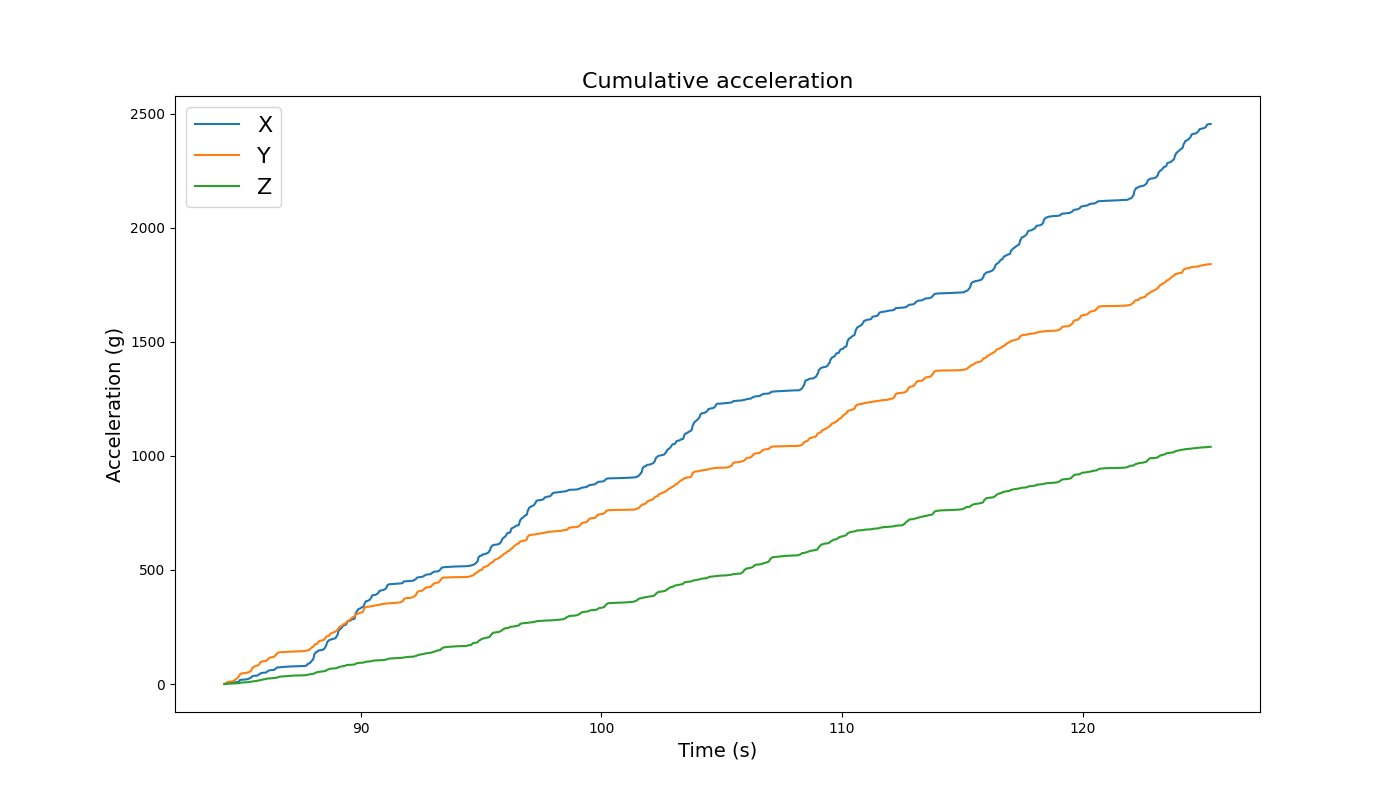 Cumulative acceleration
X
Y
Z
2500
2000
1500
1000
500
0
Acceleration (g)
90 100 110 120
Time (s)